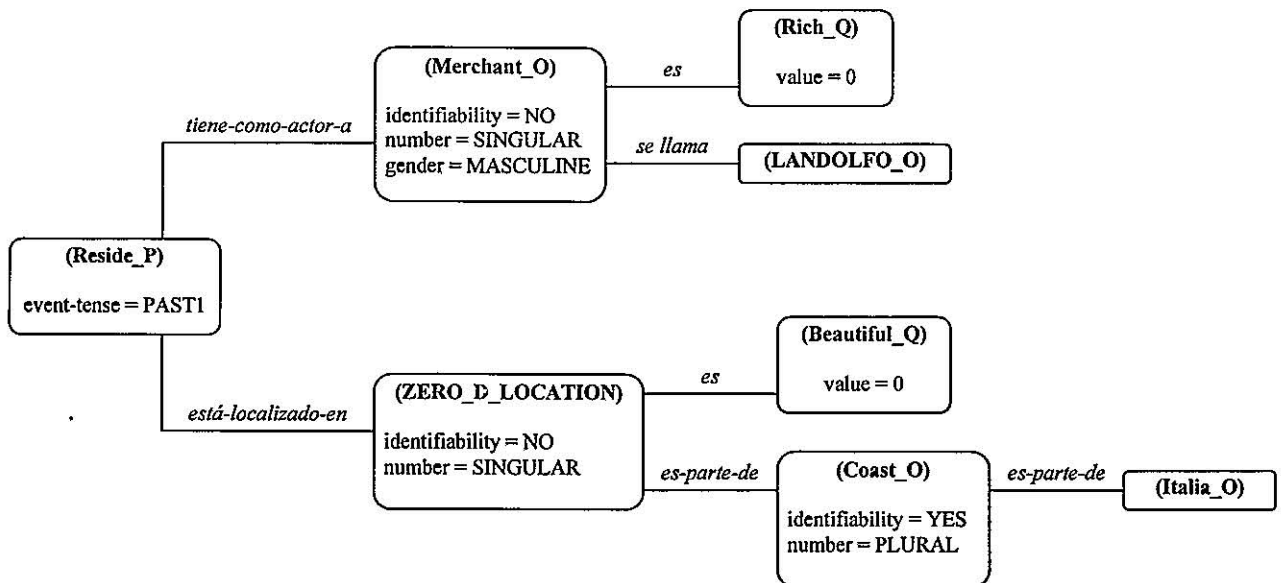 (Rich_Q)
value = 0
(Merchant_O)
identifiability = NO
number = SINGULAR
gender = MASCULINE
es
se llama
(LANDOLFO_O)
tiene-como-actor-a
(Reside_P)
event-tense = PAST1
está-localizado-en
(ZERO_D_LOCATION)
identifiability = NO
number = SINGULAR
es
(Beautiful_Q)
value = 0
es-parte-de
(Coast_O)
identifiability = YES
number = PLURAL
es-parte-de
(Italia_O)